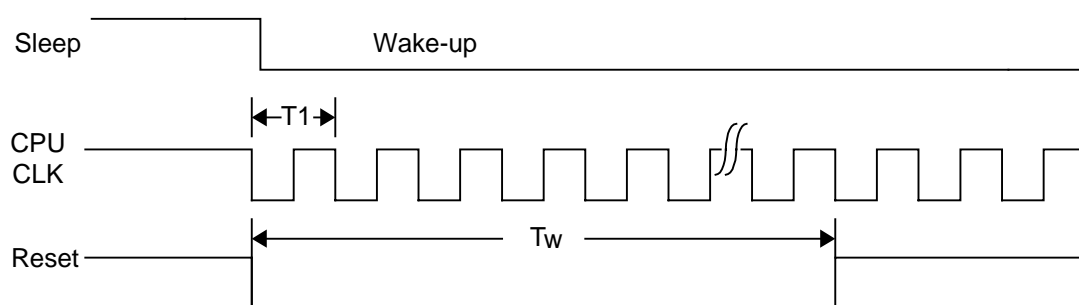 Sleep
Wake-up
T1
CPU
CLK
Tw
Reset